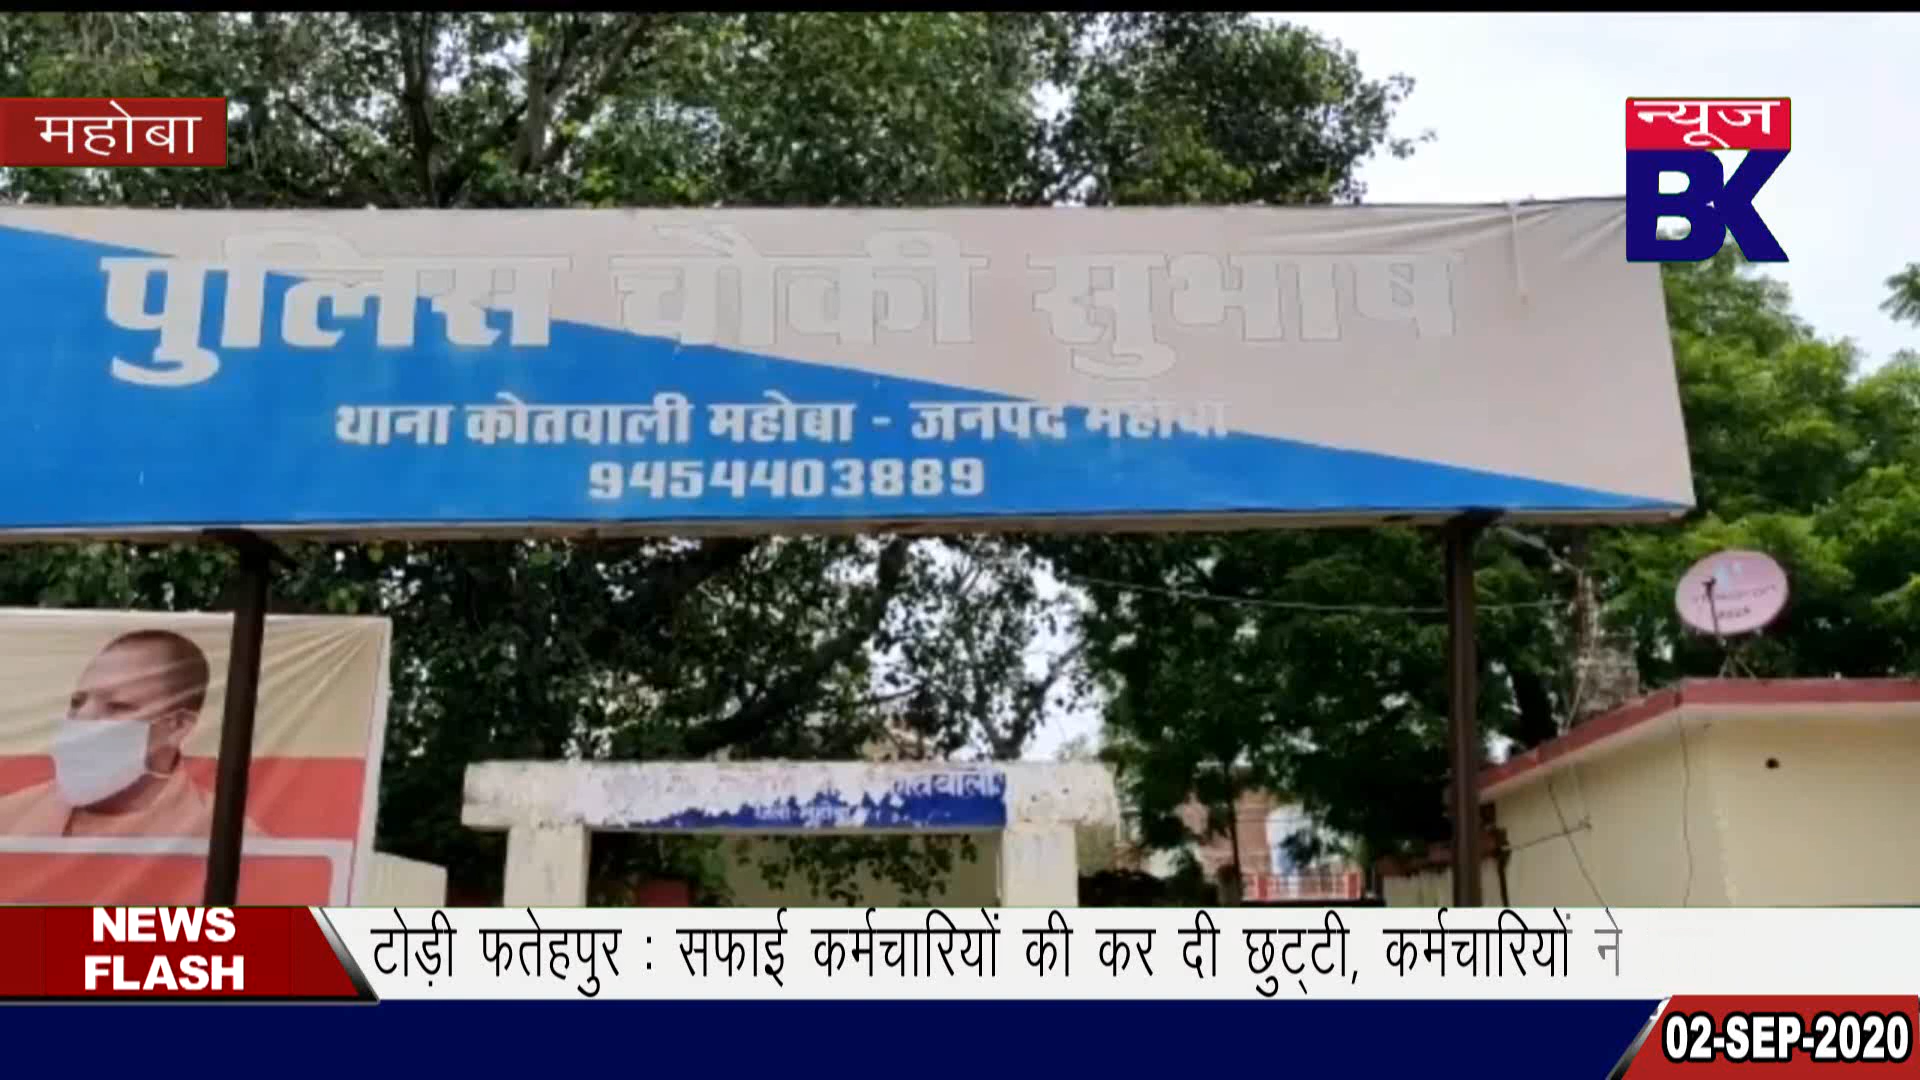 महोबा
न्यूज
BK
पुलिस चौकी सुभाष
थाना कोतवाली महोबा - जनपद महोबा
9454403889
कोतवाली
NEWS
FLASH
टोड़ी फतेहपुर : सफाई कर्मचारियों की कर दी छुट्टी, कर्मचारियों ने
02-SEP-2020